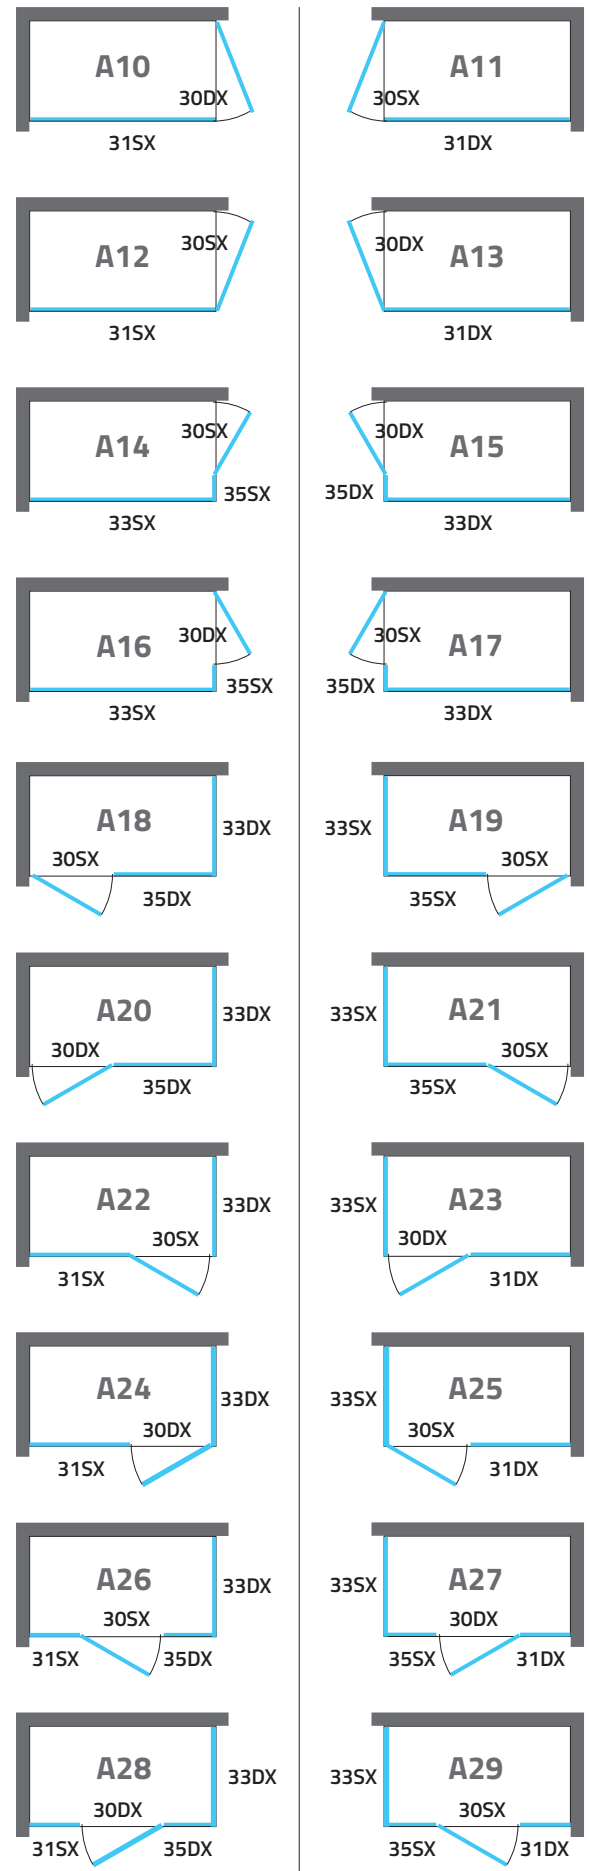 A10
30DX
31SX
A11
30SX
31DX
A12
30SX
31SX
A13
30DX
31DX
A14
30SX
35SX
33SX
A15
30DX
35DX
33DX
A16
30DX
35SX
33SX
A17
30SX
35DX
33DX
A18
33DX
30SX
35DX
A19
33SX
30SX
35SX
A20
33DX
30DX
35DX
A21
33SX
30SX
35SX
A22
33DX
30SX
31SX
A23
33SX
30DX
31DX
A24
33DX
30DX
31SX
A25
33SX
30SX
31DX
A26
33DX
30SX
31SX 35DX
A27
33SX
30DX
35SX 31DX
A28
33DX
30DX
31SX 35DX
A29
33SX
30SX
35SX 31DX